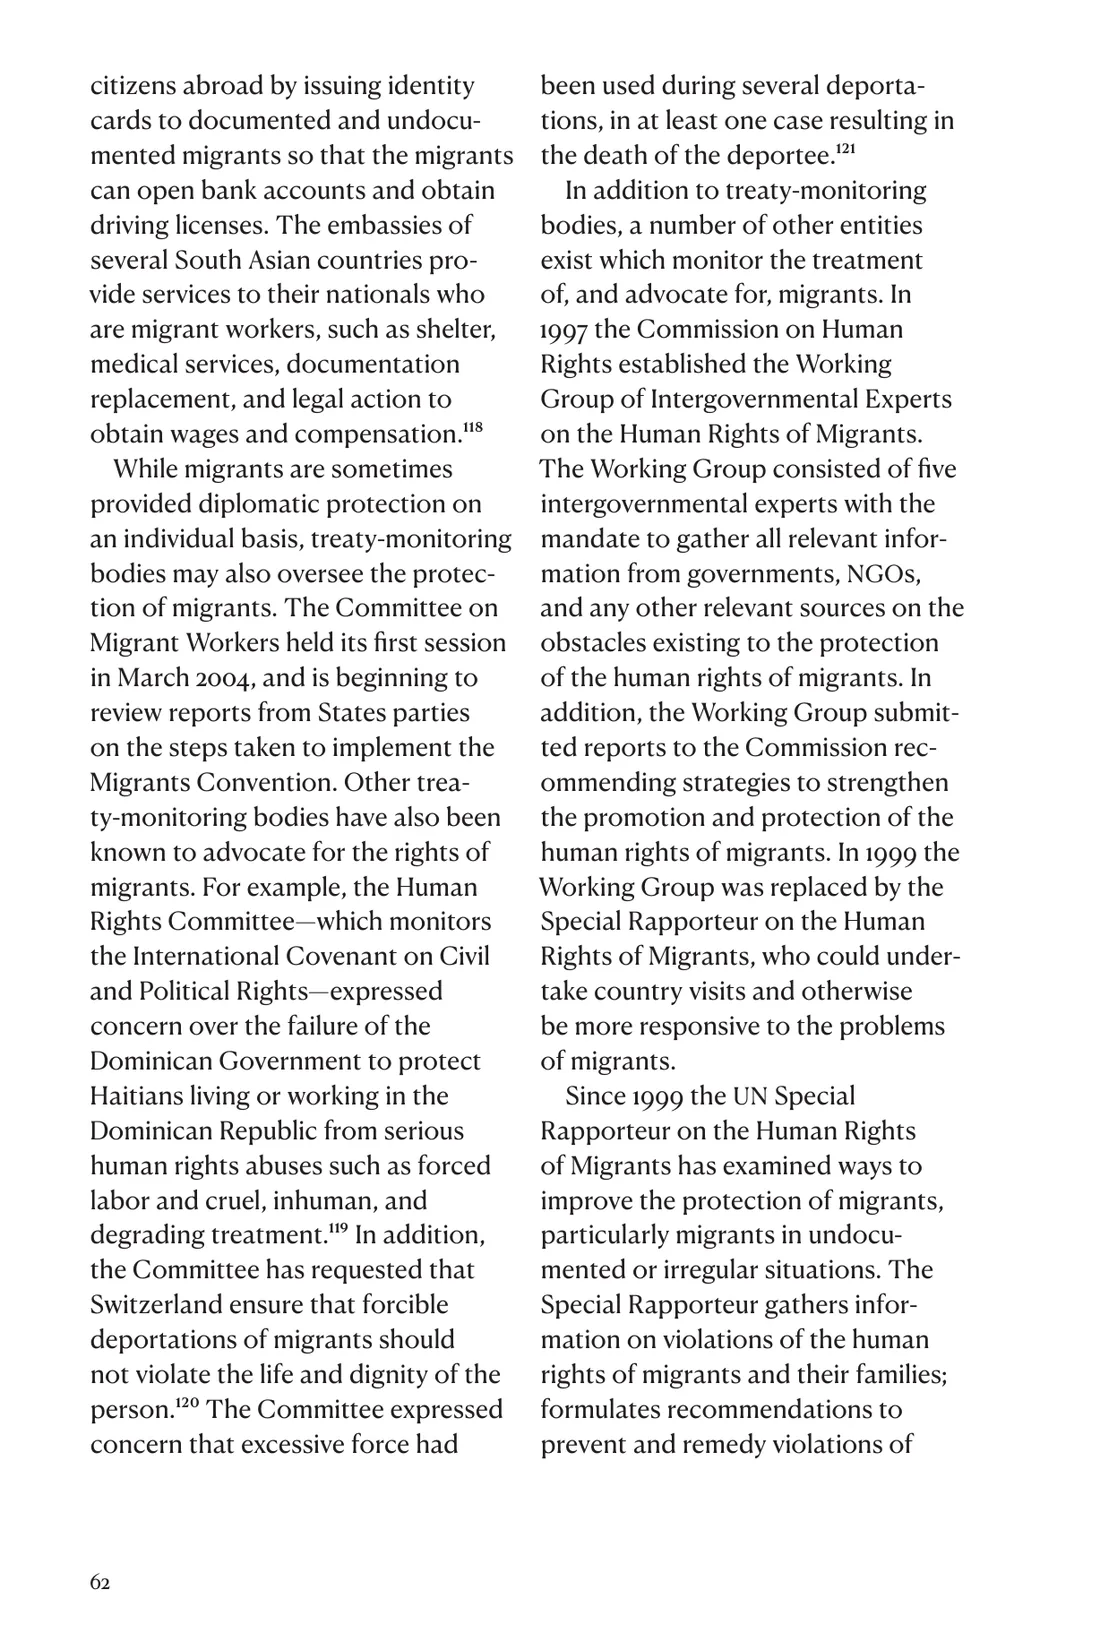 citizens abroad by issuing identity
cards to documented and undocu-
mented migrants so that the migrants
can open bank accounts and obtain
driving licenses. The embassies of
several South Asian countries pro-
vide services to their nationals who
are migrant workers, such as shelter,
medical services, documentation
replacement, and legal action to
obtain wages and compensation.¹¹⁸
While migrants are sometimes
provided diplomatic protection on
an individual basis, treaty-monitoring
bodies may also oversee the protec-
tion of migrants. The Committee on
Migrant Workers held its first session
in March 2004, and is beginning to
review reports from States parties
on the steps taken to implement the
Migrants Convention. Other trea-
ty-monitoring bodies have also been
known to advocate for the rights of
migrants. For example, the Human
Rights Committee—which monitors
the International Covenant on Civil
and Political Rights—expressed
concern over the failure of the
Dominican Government to protect
Haitians living or working in the
Dominican Republic from serious
human rights abuses such as forced
labor and cruel, inhuman, and
degrading treatment.¹¹⁹ In addition,
the Committee has requested that
Switzerland ensure that forcible
deportations of migrants should
not violate the life and dignity of the
person.¹²⁰ The Committee expressed
concern that excessive force had
been used during several deporta-
tions, in at least one case resulting in
the death of the deportee.¹²¹
In addition to treaty-monitoring
bodies, a number of other entities
exist which monitor the treatment
of, and advocate for, migrants. In
1997 the Commission on Human
Rights established the Working
Group of Intergovernmental Experts
on the Human Rights of Migrants.
The Working Group consisted of five
intergovernmental experts with the
mandate to gather all relevant infor-
mation from governments, NGOs,
and any other relevant sources on the
obstacles existing to the protection
of the human rights of migrants. In
addition, the Working Group submit-
ted reports to the Commission rec-
ommending strategies to strengthen
the promotion and protection of the
human rights of migrants. In 1999 the
Working Group was replaced by the
Special Rapporteur on the Human
Rights of Migrants, who could under-
take country visits and otherwise
be more responsive to the problems
of migrants.
Since 1999 the UN Special
Rapporteur on the Human Rights
of Migrants has examined ways to
improve the protection of migrants,
particularly migrants in undocu-
mented or irregular situations. The
Special Rapporteur gathers infor-
mation on violations of the human
rights of migrants and their families;
formulates recommendations to
prevent and remedy violations of
62